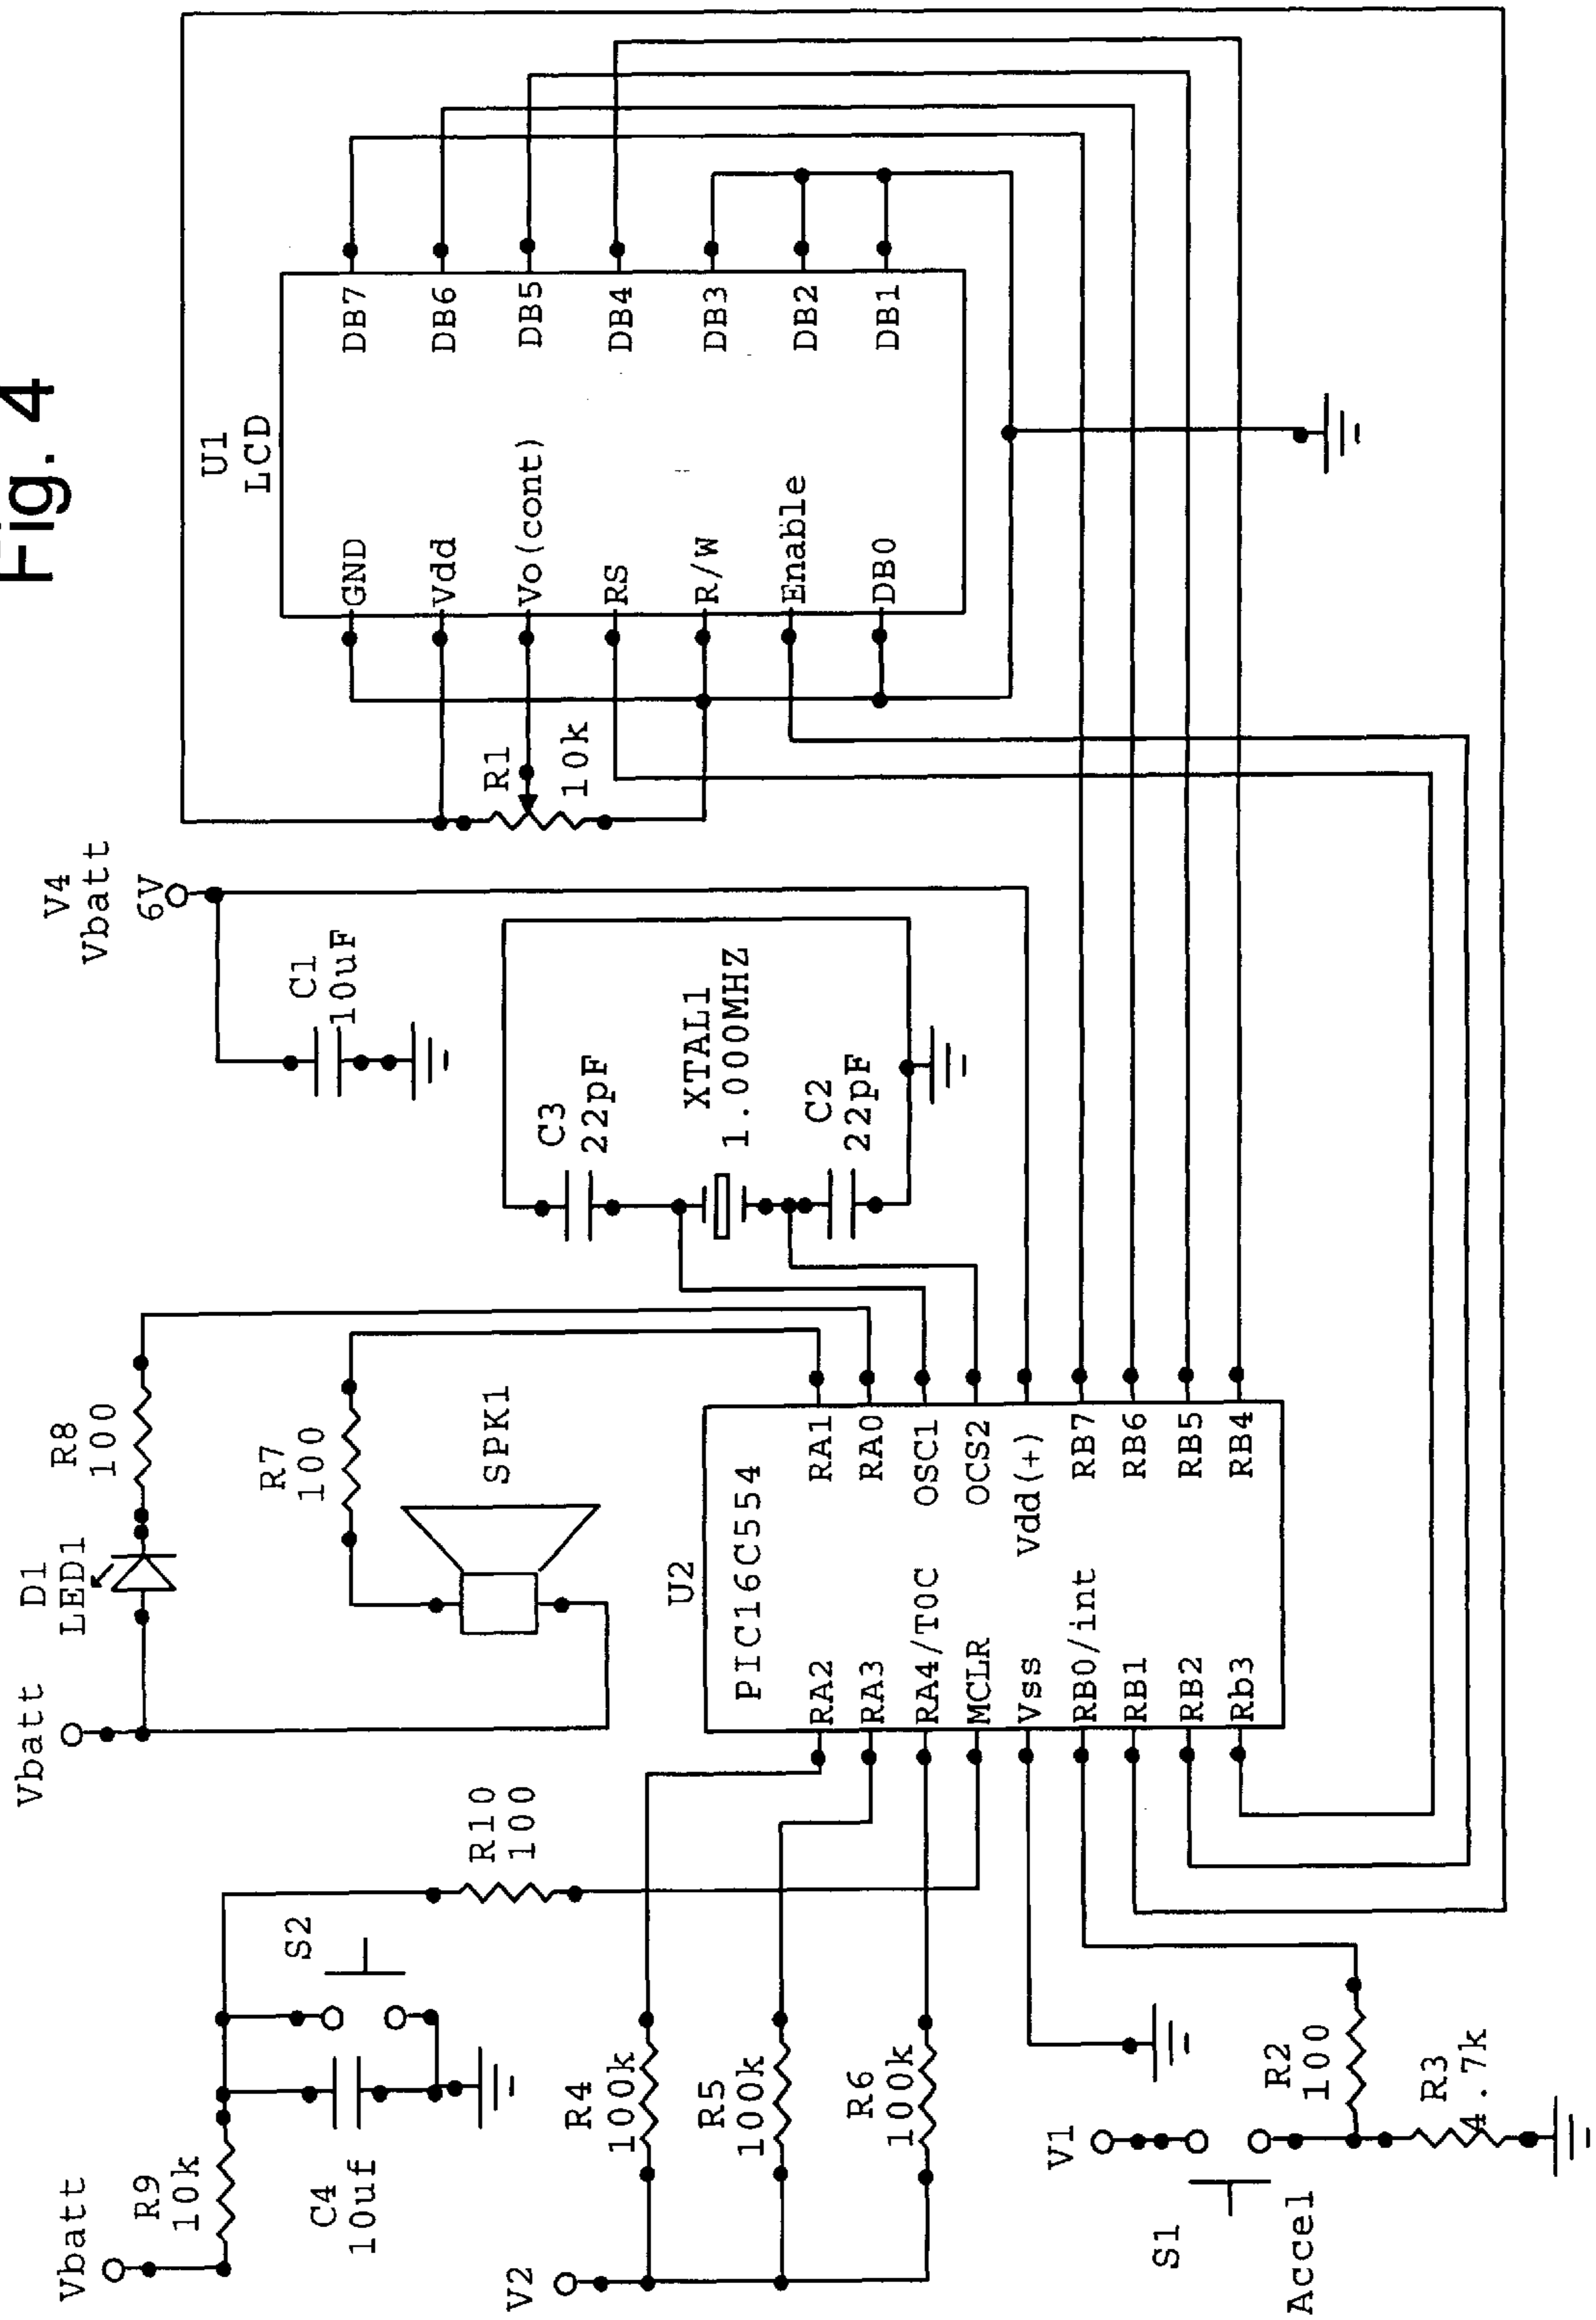 Fig. 4
Vbatt
R9
10k
C4
10uf
S2
R10
100
Vbatt
D1
LED1
R8
100
R7
100
SPK1
V4
Vbatt
6V
C1
10uF
C3
22pF
XTAL1
1.000MHZ
C2
22pF
R1
10k
U1
LCD
GND
Vdd
Vo(cont)
RS
R/W
Enable
DB0
DB7
DB6
DB5
DB4
DB3
DB2
DB1
V2
R4
100k
R5
100k
R6
100k
U2
PIC16C554
RA2
RA3
RA4/T0C
MCLR
Vss
RB0/int
RB1
RB2
Rb3
RA1
RA0
OSC1
OCS2
Vdd(+)
RB7
RB6
RB5
RB4
V1
S1
Accel
R2
100
R3
4.7k